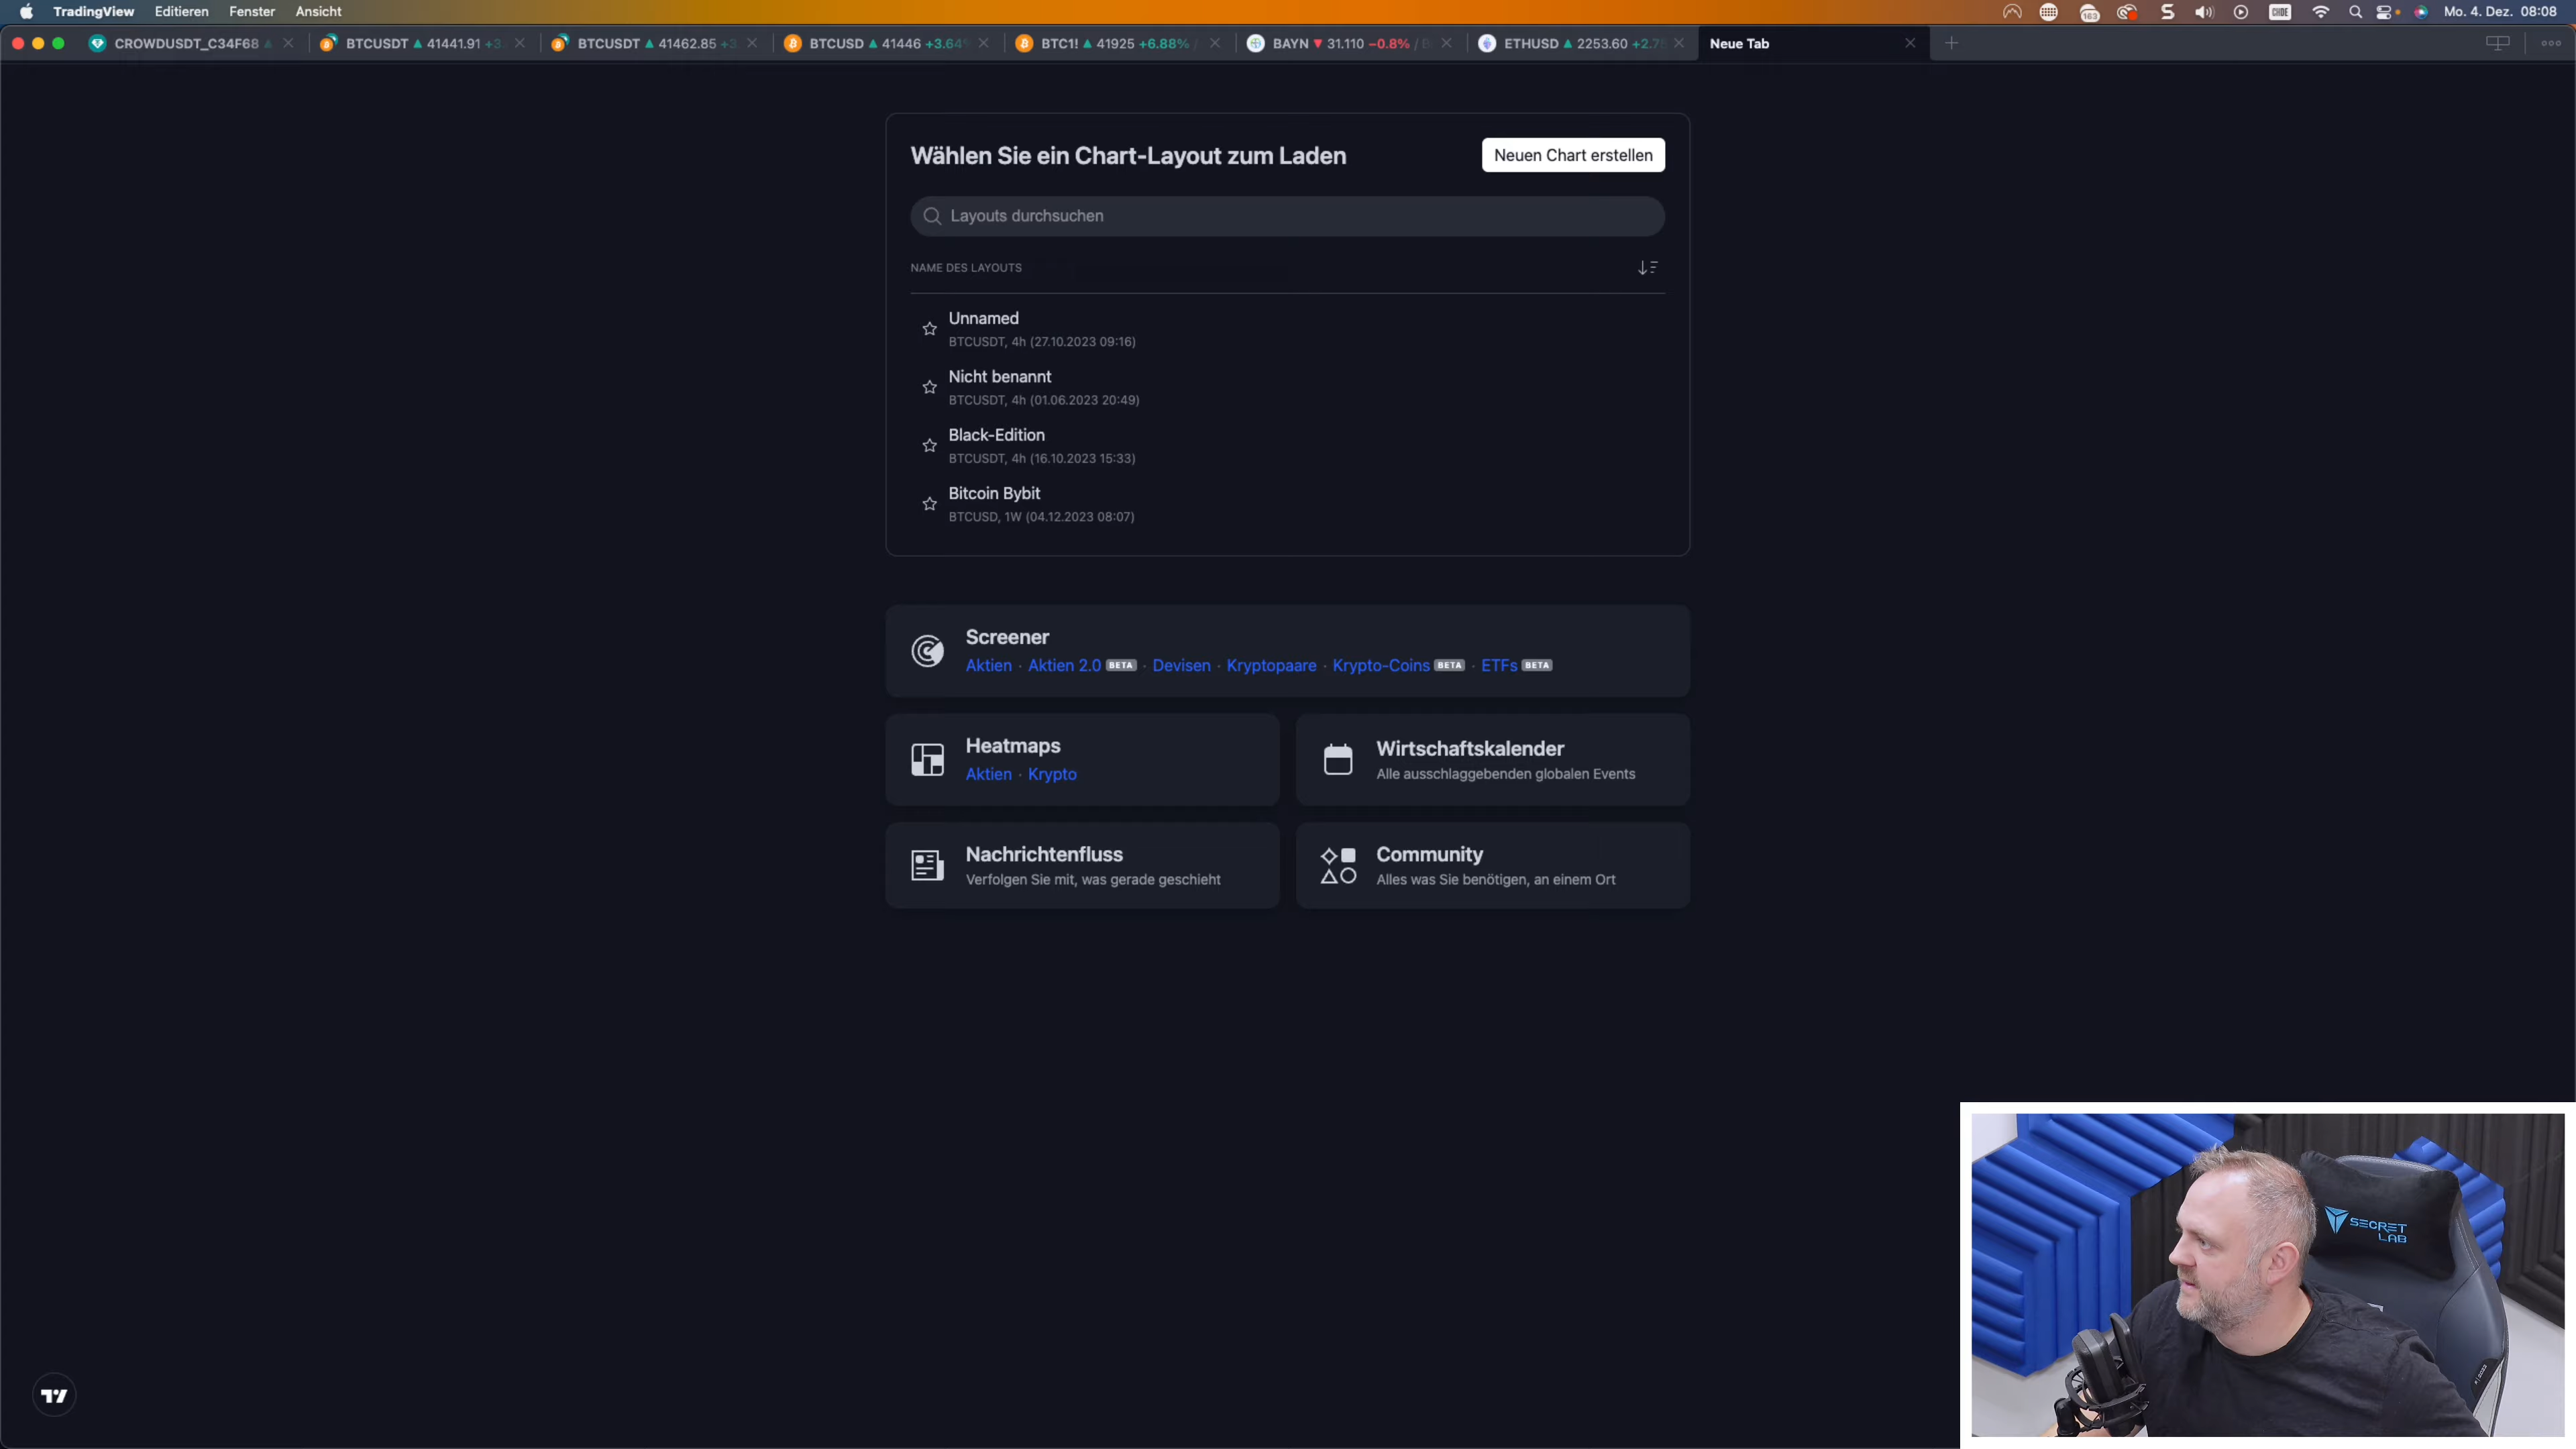 TradingView Editieren Fenster Ansicht
163
CHDE
Mo. 4. Dez. 08:08
CROWDUSDT_C34F68
BTCUSDT ▲ 41441.91 +3
BTCUSDT ▲ 41462.85 +3
BTCUSD ▲ 41446 +3.64%
BTC1! ▲ 41925 +6.88% /
BAYN ▼ 31.110 −0.8% /
ETHUSD ▲ 2253.60 +2.7
Neue Tab
Wählen Sie ein Chart-Layout zum Laden
Neuen Chart erstellen
Layouts durchsuchen
NAME DES LAYOUTS
Unnamed
BTCUSDT, 4h (27.10.2023 09:16)
Nicht benannt
BTCUSDT, 4h (01.06.2023 20:49)
Black-Edition
BTCUSDT, 4h (16.10.2023 15:33)
Bitcoin Bybit
BTCUSD, 1W (04.12.2023 08:07)
Screener
Aktien · Aktien 2.0 BETA · Devisen · Kryptopaare · Krypto-Coins BETA · ETFs BETA
Heatmaps
Aktien · Krypto
Wirtschaftskalender
Alle ausschlaggebenden globalen Events
Nachrichtenfluss
Verfolgen Sie mit, was gerade geschieht
Community
Alles was Sie benötigen, an einem Ort
SECRET
LAB